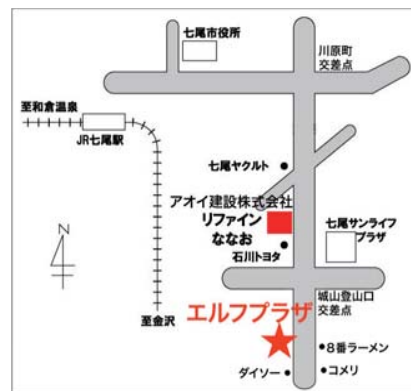 七尾市役所
川原町
交差点
至和倉温泉
JR七尾駅
七尾ヤクルト
アオイ建設株式会社
リファイン
ななお
七尾サンライフ
プラザ
石川トヨタ
N
城山登山口
交差点
エルフプラザ
至金沢
8番ラーメン
ダイソー
コメリ